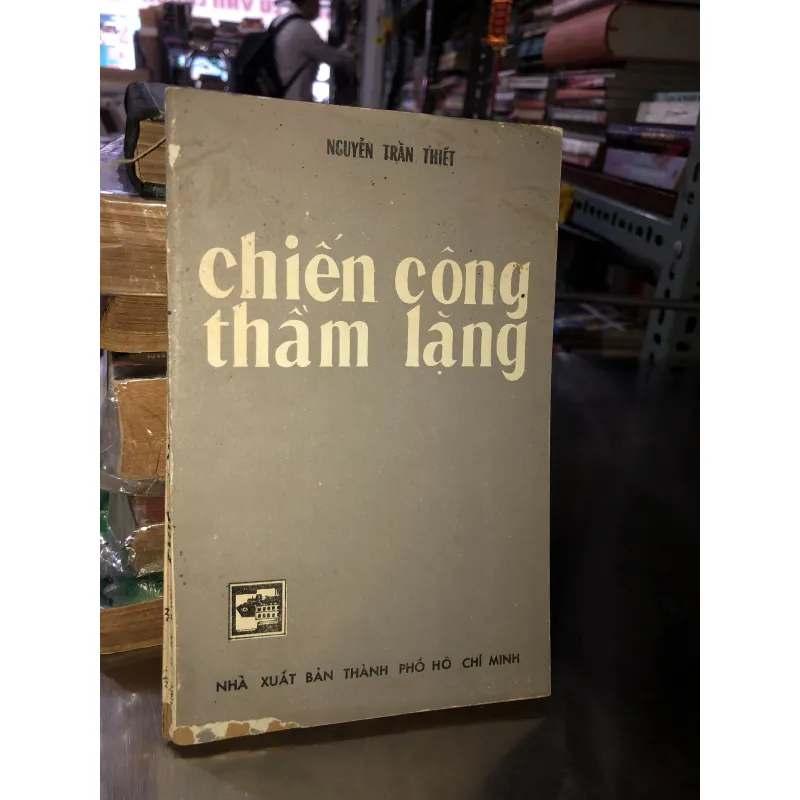 NGUYỄN TRẦN THIẾT
chiến công
thầm lặng
NHÀ XUẤT BẢN THÀNH PHỐ HỒ CHÍ MINH